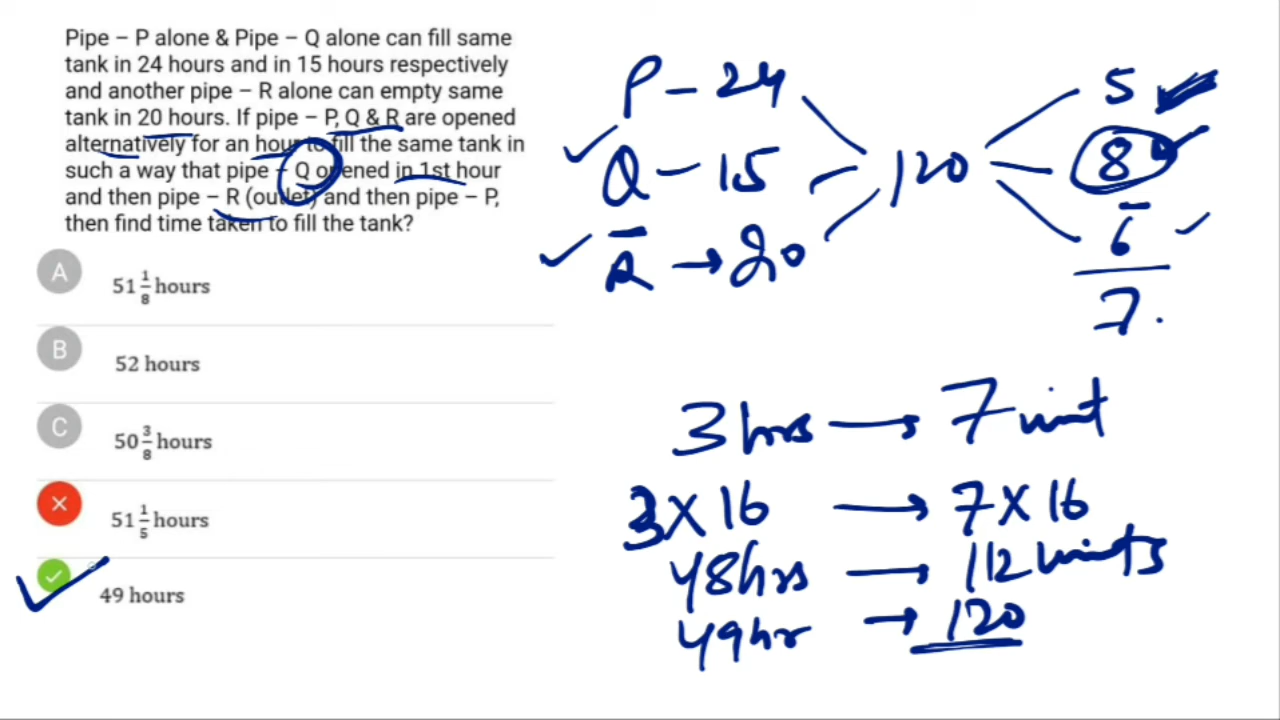 Pipe – P alone & Pipe – Q alone can fill same
tank in 24 hours and in 15 hours respectively
and another pipe – R alone can empty same
tank in 20 hours. If pipe – P, Q & R are opened
alternatively for an hour to fill the same tank in
such a way that pipe – Q opened in 1st hour
and then pipe – R (outlet) and then pipe – P,
then find time taken to fill the tank?
A 51 1/8 hours
B 52 hours
C 50 3/8 hours
51 1/5 hours
49 hours
P – 24
Q – 15
R → 20
120
5
8
6
7
3 hrs → 7 unit
3 X 16 → 7 X 16
48 hrs → 112 units
49 hr → 120